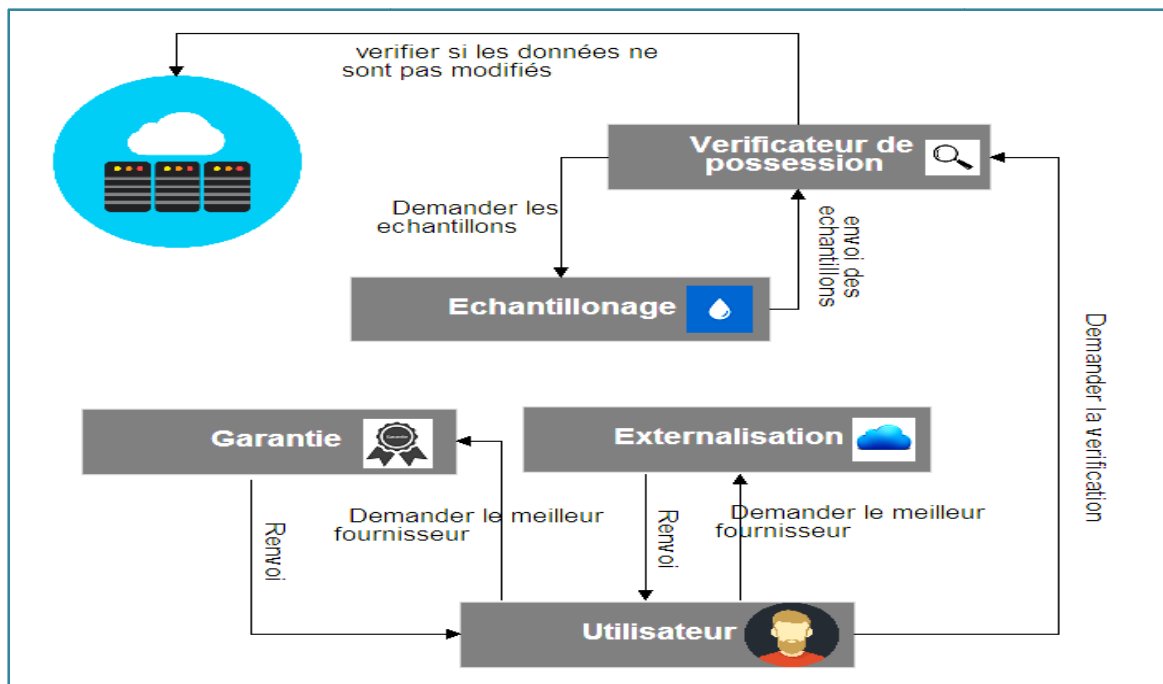 verifier si les données ne
sont pas modifiés
Verificateur de
possession
Demander les
echantillons
envoi des
echantillons
Echantillonage
Demander la verification
Garantie
Garantie
Externalisation
Renvoi
Demander le meilleur
fournisseur
Renvoi
Demander le meilleur
fournisseur
Utilisateur